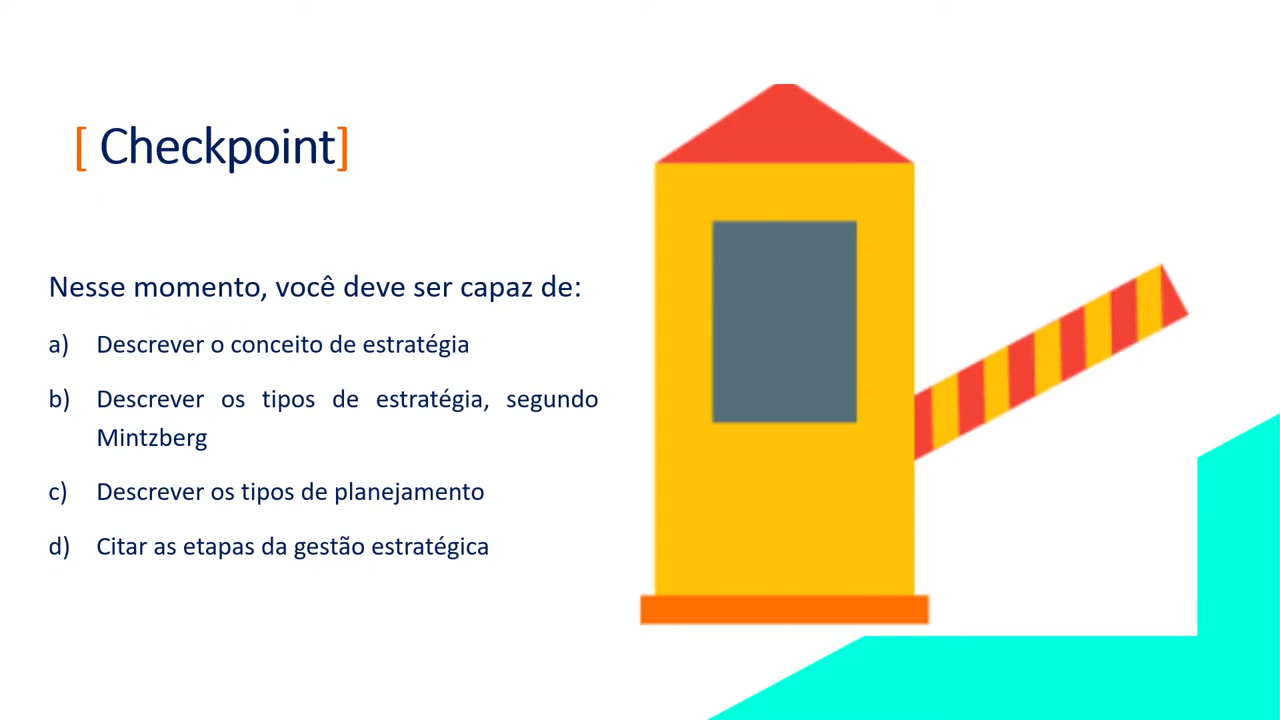 [ Checkpoint]
Nesse momento, você deve ser capaz de:
a) Descrever o conceito de estratégia
b) Descrever os tipos de estratégia, segundo
Mintzberg
c) Descrever os tipos de planejamento
d) Citar as etapas da gestão estratégica